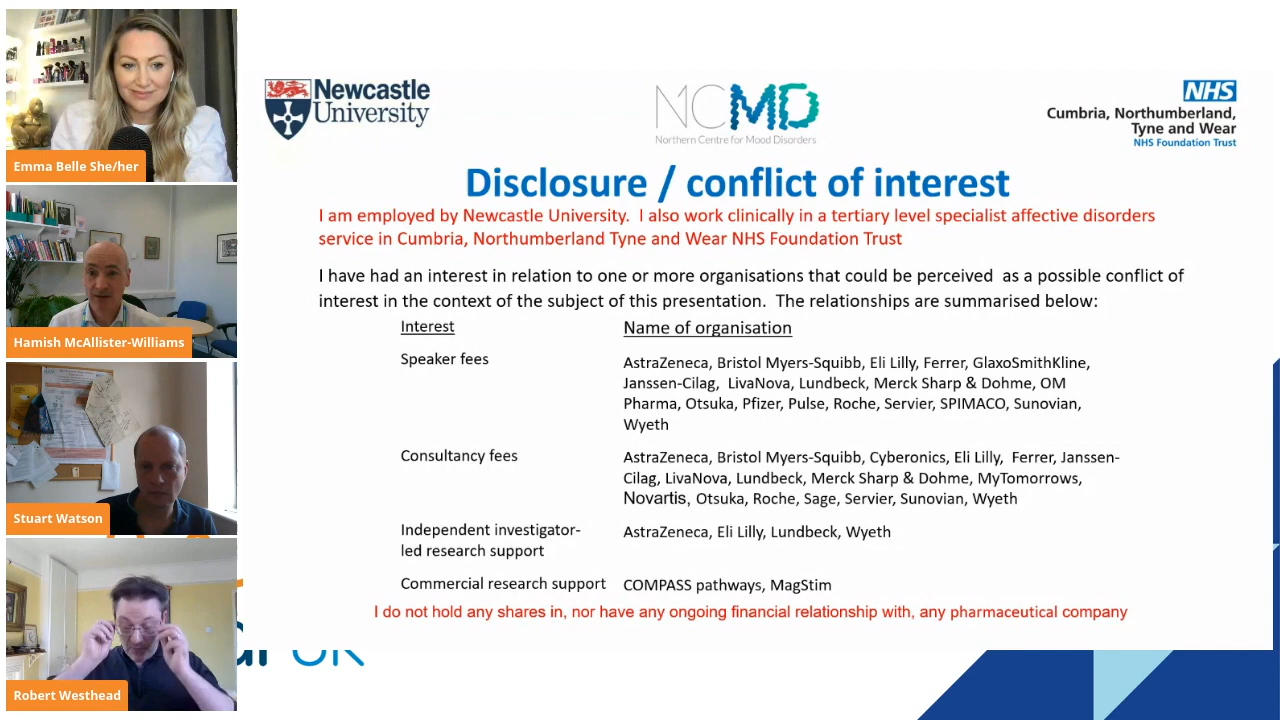 Emma Belle She/her
Hamish McAllister-Williams
Stuart Watson
Robert Westhead
Newcastle
University
NCMD
Northern Centre for Mood Disorders
NHS
Cumbria, Northumberland,
Tyne and Wear
NHS Foundation Trust
Disclosure / conflict of interest
I am employed by Newcastle University.  I also work clinically in a tertiary level specialist affective disorders
service in Cumbria, Northumberland Tyne and Wear NHS Foundation Trust
I have had an interest in relation to one or more organisations that could be perceived  as a possible conflict of
interest in the context of the subject of this presentation.  The relationships are summarised below:
Interest
Name of organisation
Speaker fees
AstraZeneca, Bristol Myers-Squibb, Eli Lilly, Ferrer, GlaxoSmithKline,
Janssen-Cilag,  LivaNova, Lundbeck, Merck Sharp & Dohme, OM
Pharma, Otsuka, Pfizer, Pulse, Roche, Servier, SPIMACO, Sunovian,
Wyeth
Consultancy fees
AstraZeneca, Bristol Myers-Squibb, Cyberonics, Eli Lilly,  Ferrer, Janssen-
Cilag, LivaNova, Lundbeck, Merck Sharp & Dohme, MyTomorrows,
Novartis, Otsuka, Roche, Sage, Servier, Sunovian, Wyeth
Independent investigator-
led research support
AstraZeneca, Eli Lilly, Lundbeck, Wyeth
Commercial research support
COMPASS pathways, MagStim
I do not hold any shares in, nor have any ongoing financial relationship with, any pharmaceutical company
UK